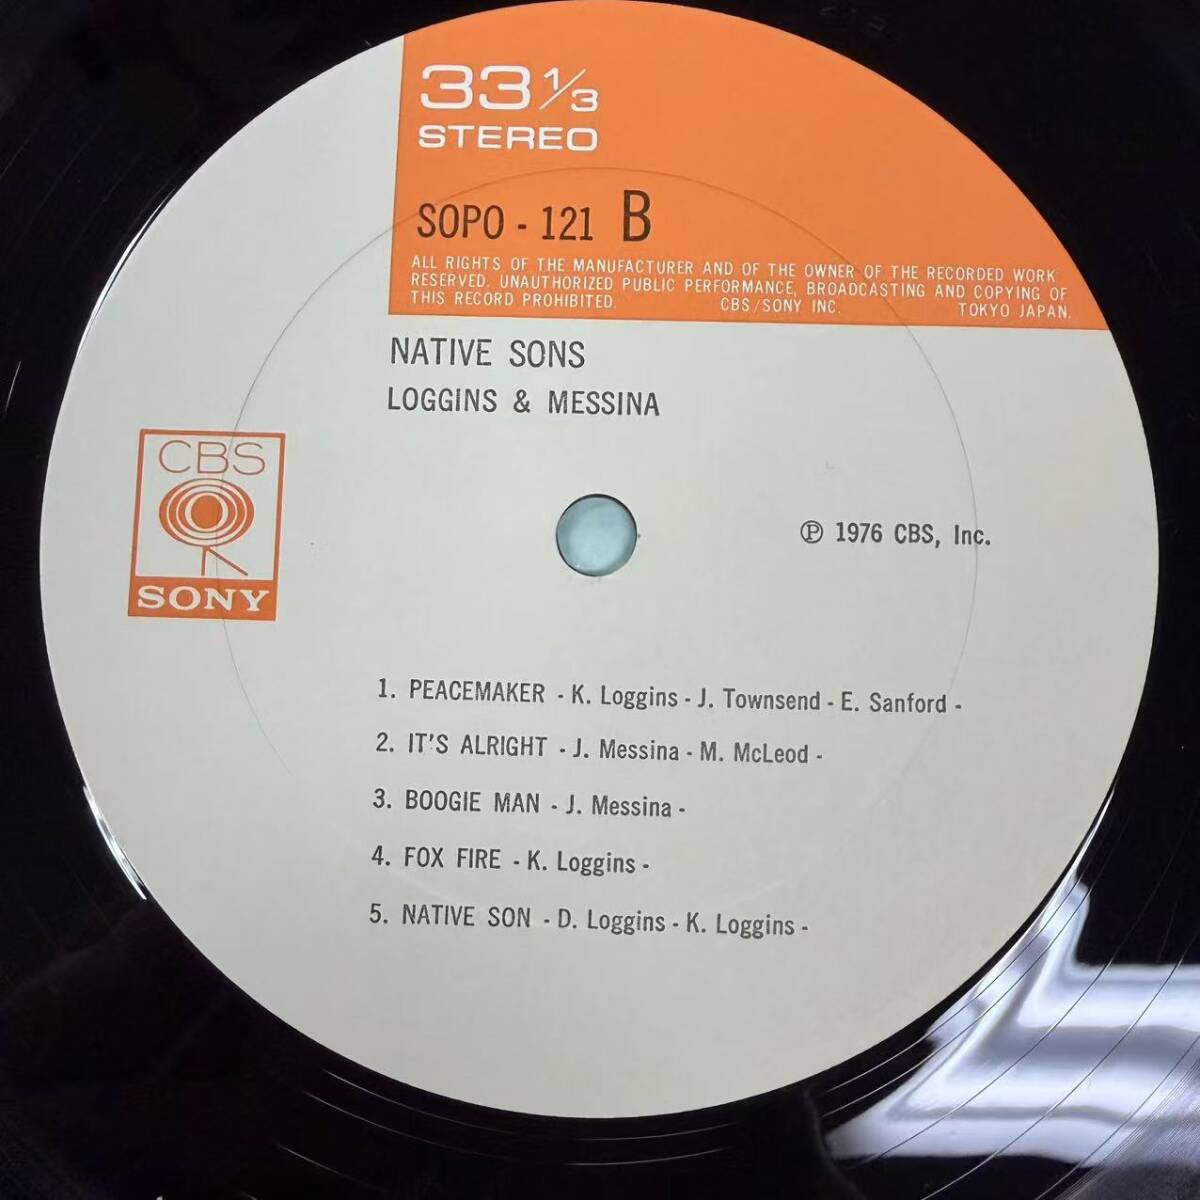 33 1/3
STEREO
SOPO - 121 B
ALL RIGHTS OF THE MANUFACTURER AND OF THE OWNER OF THE RECORDED WORK
RESERVED. UNAUTHORIZED PUBLIC PERFORMANCE, BROADCASTING AND COPYING OF
THIS RECORD PROHIBITED. CBS/SONY INC. TOKYO JAPAN.
NATIVE SONS
LOGGINS & MESSINA
CBS
SONY
℗ 1976 CBS, Inc.
1. PEACEMAKER - K. Loggins - J. Townsend - E. Sanford -
2. IT'S ALRIGHT - J. Messina - M. McLeod -
3. BOOGIE MAN - J. Messina -
4. FOX FIRE - K. Loggins -
5. NATIVE SON - D. Loggins - K. Loggins -